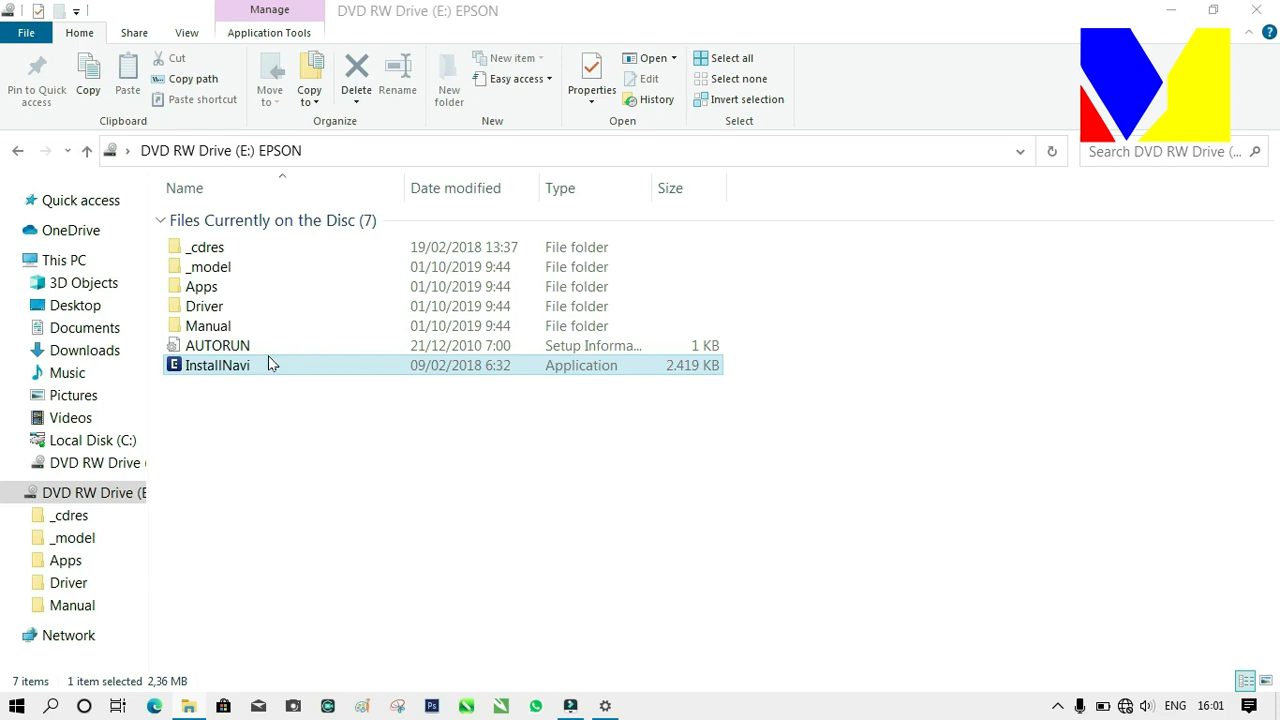 Manage
DVD RW Drive (E:) EPSON
File
Home
Share
View
Application Tools
Pin to Quick access
Copy
Paste
Cut
Copy path
Paste shortcut
Clipboard
Move to
Copy to
Delete
Rename
Organize
New folder
New item
Easy access
New
Properties
Open
Edit
History
Open
Select all
Select none
Invert selection
Select
DVD RW Drive (E:) EPSON
Search DVD RW Drive (...
Name
Date modified
Type
Size
Files Currently on the Disc (7)
_cdres 19/02/2018 13:37 File folder
_model 01/10/2019 9:44 File folder
Apps 01/10/2019 9:44 File folder
Driver 01/10/2019 9:44 File folder
Manual 01/10/2019 9:44 File folder
AUTORUN 21/12/2010 7:00 Setup Informa... 1 KB
InstallNavi 09/02/2018 6:32 Application 2.419 KB
Quick access
OneDrive
This PC
3D Objects
Desktop
Documents
Downloads
Music
Pictures
Videos
Local Disk (C:)
DVD RW Drive (
DVD RW Drive (E
_cdres
_model
Apps
Driver
Manual
Network
7 items
1 item selected 2,36 MB
ENG
16:01